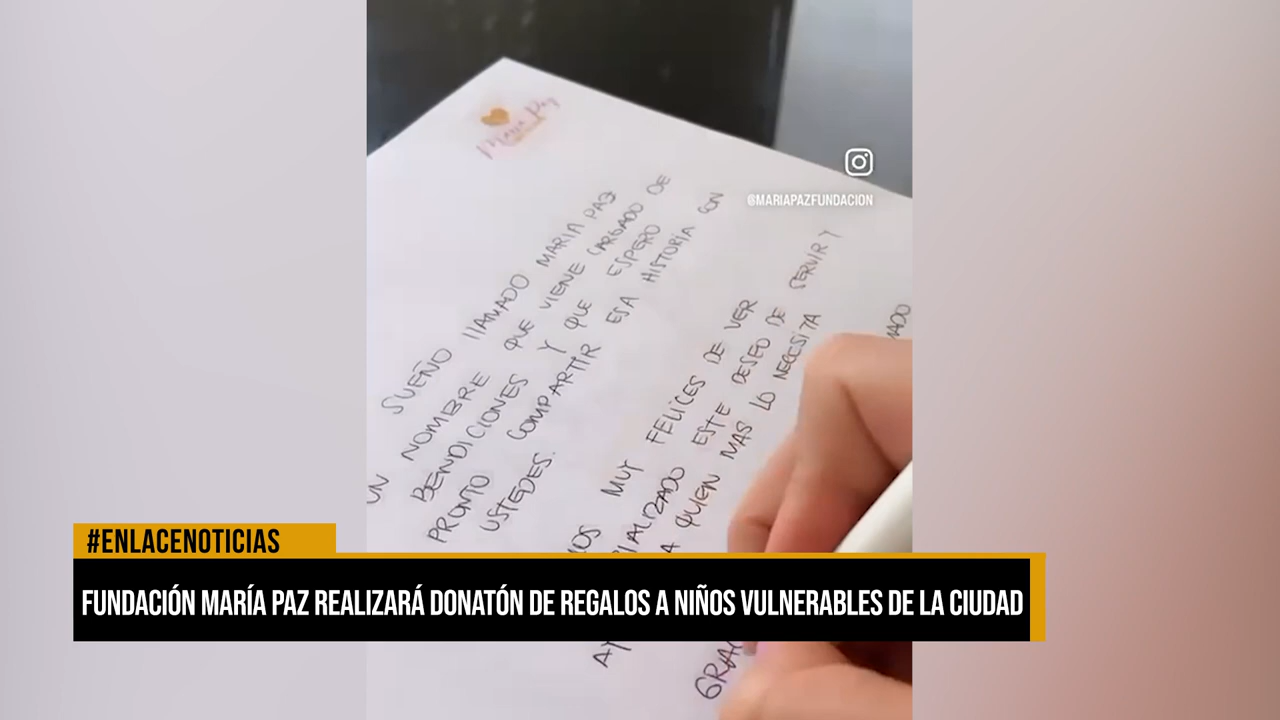 María Paz
@MARIAPAZFUNDACION
UN SUEÑO LLAMADO MARIA PAZ
NOMBRE QUE VIENE CARGADO DE
BENDICIONES Y QUE ESPERO
PRONTO COMPARTIR ESA HISTORIA CON
USTEDES.
MUY FELICES DE VER
ESTE DESEO DE SERVIR Y
A QUIEN MAS LO NECESITA
#ENLACENOTICIAS
FUNDACIÓN MARÍA PAZ REALIZARÁ DONATÓN DE REGALOS A NIÑOS VULNERABLES DE LA CIUDAD